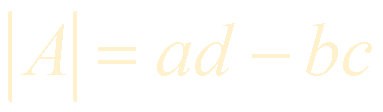 |A| = ad − bc